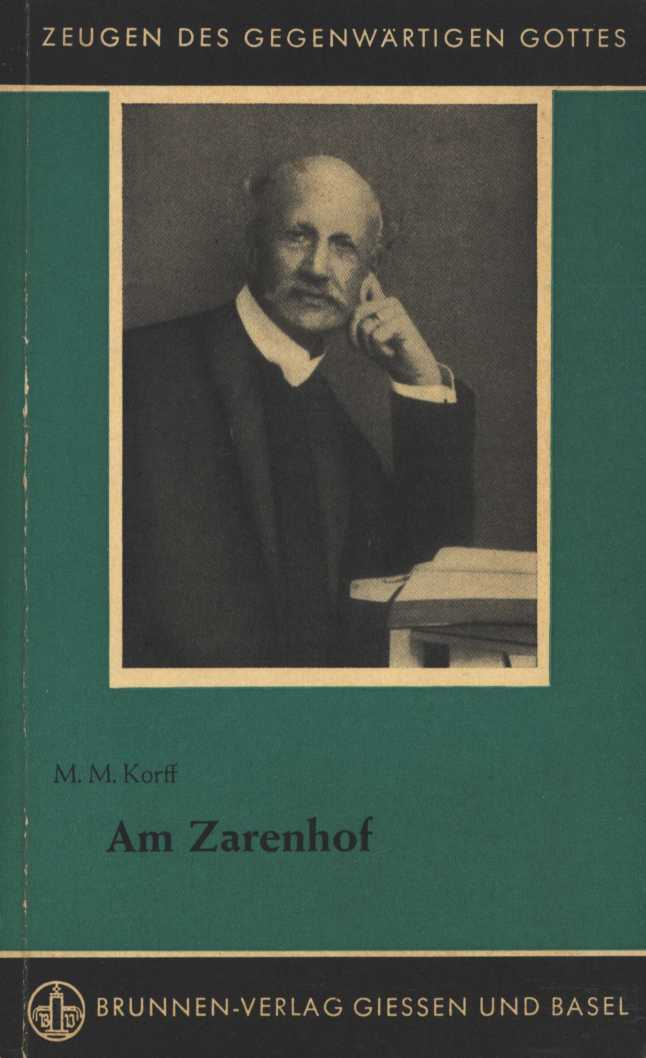 ZEUGEN DES GEGENWÄRTIGEN GOTTES
M. M. Korff
Am Zarenhof
BRUNNEN-VERLAG GIESSEN UND BASEL